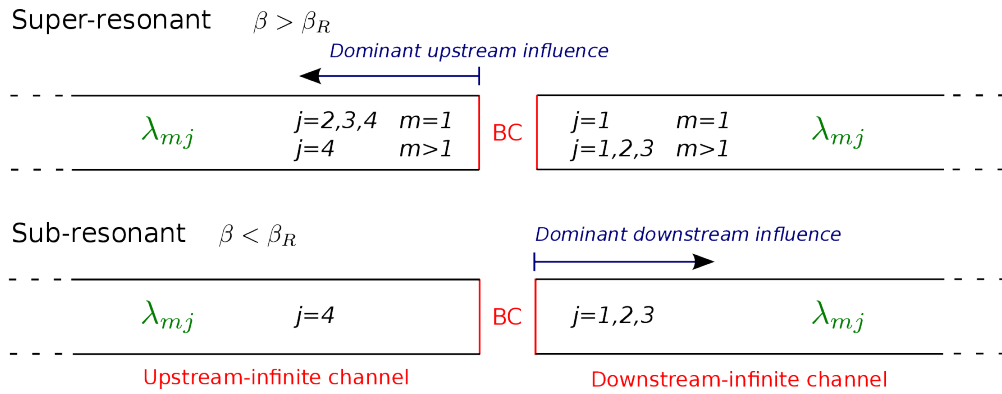 Super-resonant β > β_R
Dominant upstream influence
λ_mj j=2,3,4 m=1 BC j=1 m=1 λ_mj
j=4 m>1 j=1,2,3 m>1
Sub-resonant β < β_R
Dominant downstream influence
λ_mj j=4 BC j=1,2,3 λ_mj
Upstream-infinite channel Downstream-infinite channel